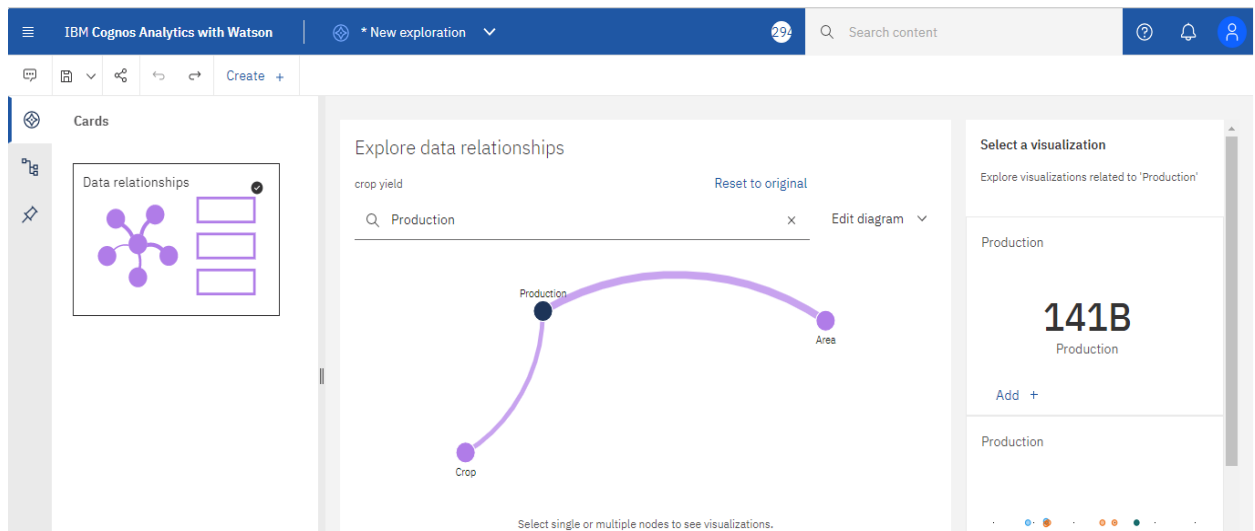 IBM Cognos Analytics with Watson
* New exploration
294
Search content
Create +
Cards
Data relationships
Explore data relationships
crop yield
Reset to original
Production
Edit diagram
Production
Area
Crop
Select single or multiple nodes to see visualizations.
Select a visualization
Explore visualizations related to 'Production'
Production
141B
Production
Add +
Production